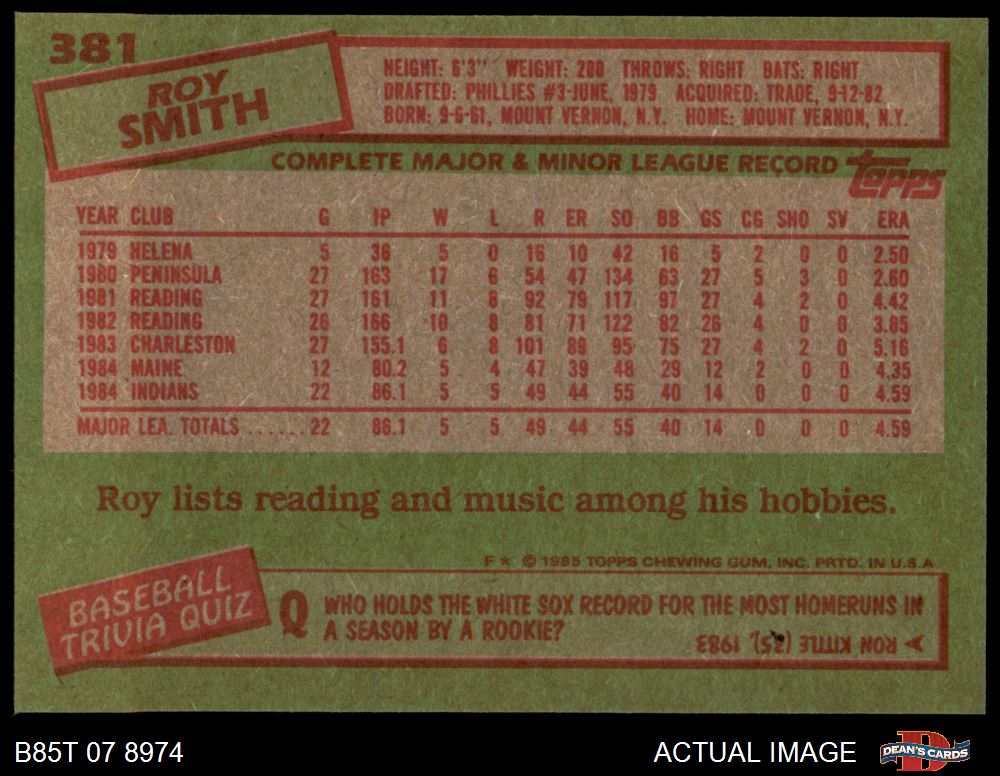 381
ROY
SMITH
HEIGHT: 6'3" WEIGHT: 200 THROWS: RIGHT BATS: RIGHT
DRAFTED: PHILLIES #3-JUNE, 1979 ACQUIRED: TRADE, 9-12-82
BORN: 9-6-61, MOUNT VERNON, N.Y. HOME: MOUNT VERNON, N.Y.
COMPLETE MAJOR & MINOR LEAGUE RECORD topps
YEAR CLUB G IP W L R ER SO BB GS CG SHO SV ERA
1979 HELENA 5 36 5 0 16 10 42 16 5 2 0 0 2.50
1980 PENINSULA 27 163 17 6 54 47 134 63 27 5 3 0 2.60
1981 READING 27 161 11 8 92 79 117 97 27 4 2 0 4.42
1982 READING 26 166 10 8 81 71 122 82 26 4 0 0 3.85
1983 CHARLESTON 27 155.1 6 8 101 89 95 75 27 4 2 0 5.16
1984 MAINE 12 80.2 5 4 47 39 48 29 12 2 0 0 4.35
1984 INDIANS 22 86.1 5 5 49 44 55 40 14 0 0 0 4.59
MAJOR LEA. TOTALS ...... 22 86.1 5 5 49 44 55 40 14 0 0 0 4.59
Roy lists reading and music among his hobbies.
F * © 1985 TOPPS CHEWING GUM, INC. PRTD. IN U.S.A
BASEBALL
TRIVIA QUIZ
Q WHO HOLDS THE WHITE SOX RECORD FOR THE MOST HOMERUNS IN
A SEASON BY A ROOKIE?
➤ RON KITTLE (35), 1983
B85T 07 8974
ACTUAL IMAGE
D
DEAN'S CARDS